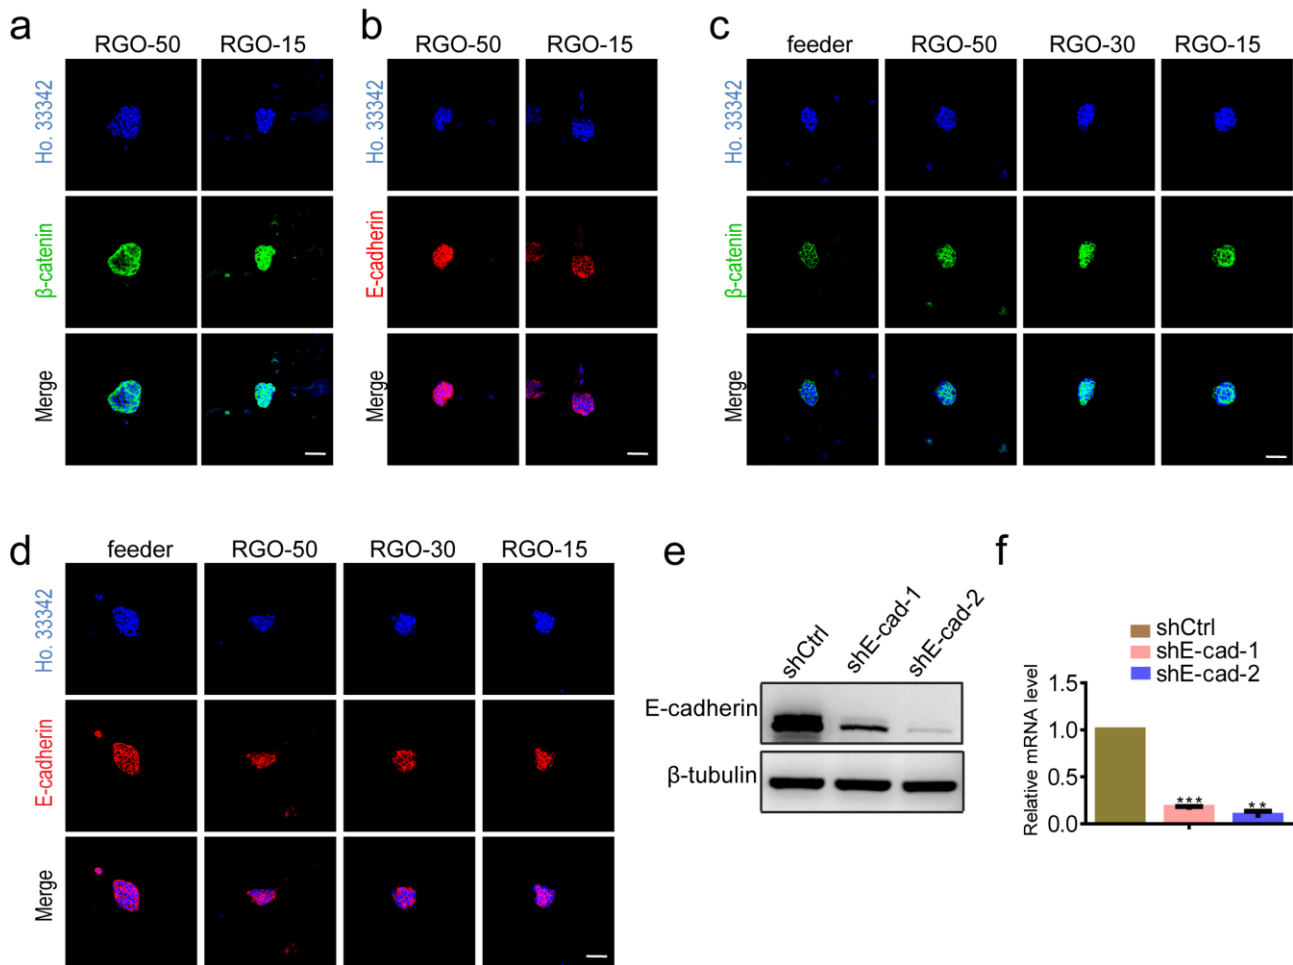 a
RGO-50 RGO-15
Ho. 33342
β-catenin
Merge
b
RGO-50 RGO-15
Ho. 33342
E-cadherin
Merge
c
feeder RGO-50 RGO-30 RGO-15
Ho. 33342
β-catenin
Merge
d
feeder RGO-50 RGO-30 RGO-15
Ho. 33342
E-cadherin
Merge
e
shCtrl shE-cad-1 shE-cad-2
E-cadherin
β-tubulin
f
shCtrl
shE-cad-1
shE-cad-2
Relative mRNA level
1.5
1.0
0.5
0.0
***
**